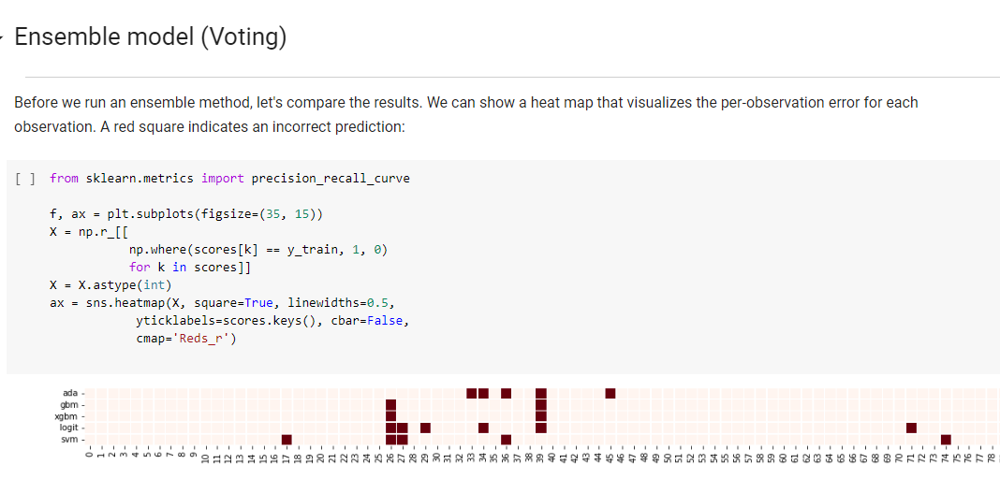 Ensemble model (Voting)
Before we run an ensemble method, let's compare the results. We can show a heat map that visualizes the per-observation error for each
observation. A red square indicates an incorrect prediction:
[ ] from sklearn.metrics import precision_recall_curve
f, ax = plt.subplots(figsize=(35, 15))
X = np.r_[[
np.where(scores[k] == y_train, 1, 0)
for k in scores]]
X = X.astype(int)
ax = sns.heatmap(X, square=True, linewidths=0.5,
yticklabels=scores.keys(), cbar=False,
cmap='Reds_r')
ada
gbm
xgbm
logit
svm
0 1 2 3 4 5 6 7 8 9 10 11 12 13 14 15 16 17 18 19 20 21 22 23 24 25 26 27 28 29 30 31 32 33 34 35 36 37 38 39 40 41 42 43 44 45 46 47 48 49 50 51 52 53 54 55 56 57 58 59 60 61 62 63 64 65 66 67 68 69 70 71 72 73 74 75 76 77 78